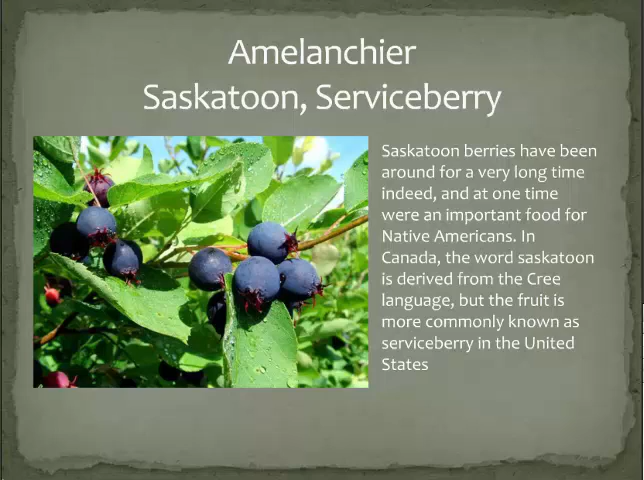 Amelanchier
Saskatoon, Serviceberry
Saskatoon berries have been
around for a very long time
indeed, and at one time
were an important food for
Native Americans. In
Canada, the word saskatoon
is derived from the Cree
language, but the fruit is
more commonly known as
serviceberry in the United
States